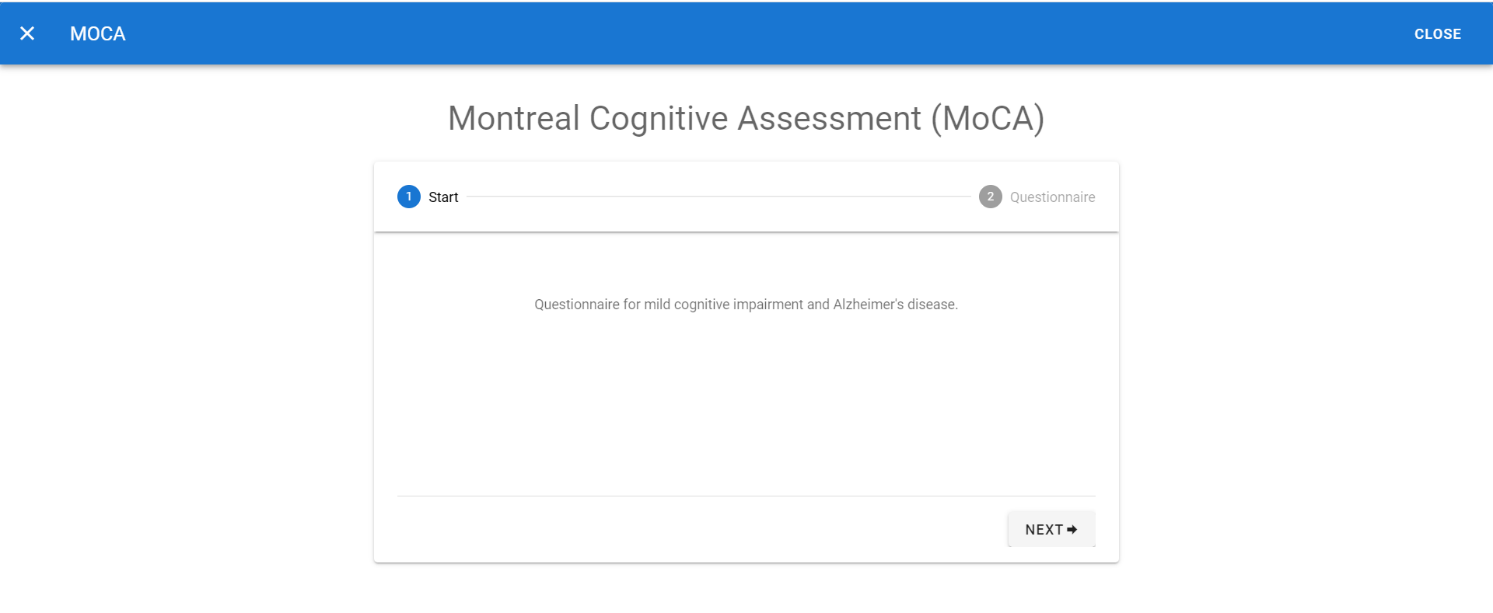 MOCA
CLOSE
Montreal Cognitive Assessment (MoCA)
1 Start
2 Questionnaire
Questionnaire for mild cognitive impairment and Alzheimer's disease.
NEXT